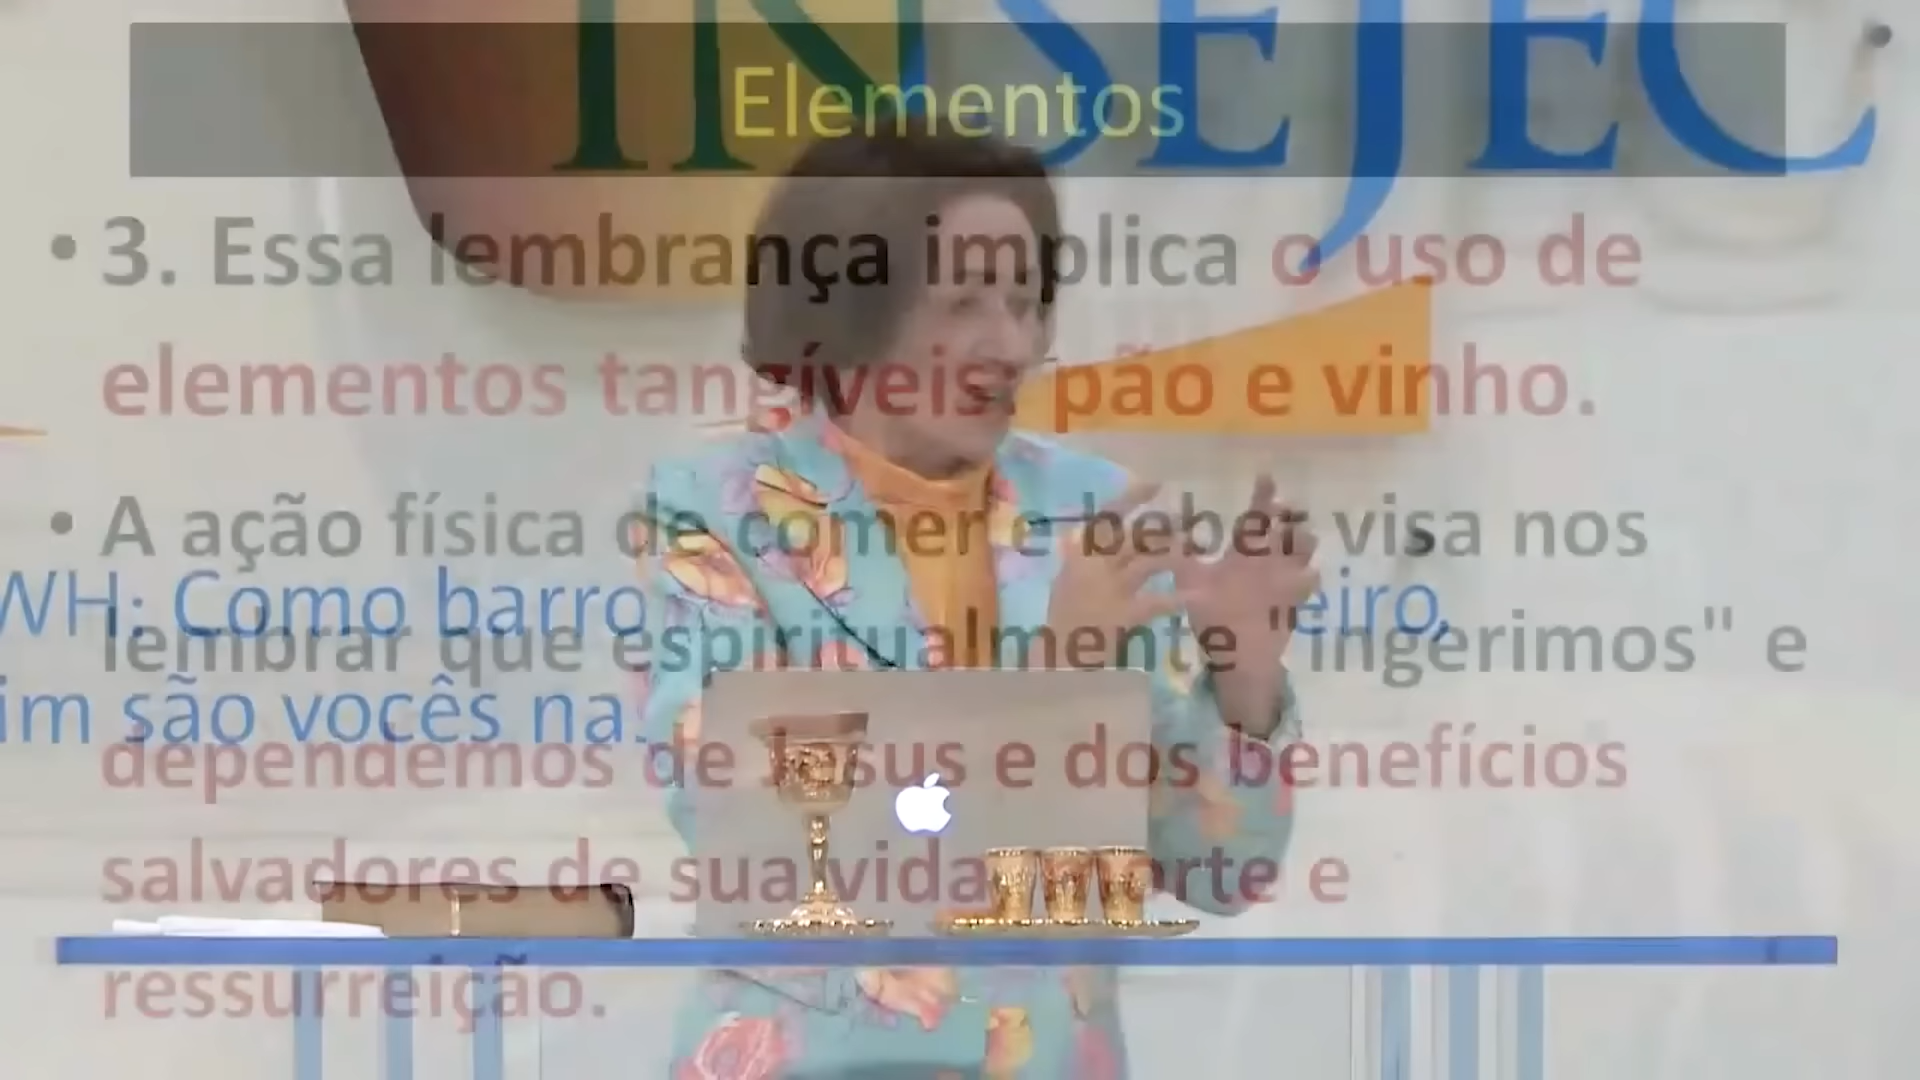 INSEJEC
Elementos
• 3. Essa lembrança implica o uso de
elementos tangíveis: pão e vinho.
• A ação física de comer e beber visa nos
WH: Como barro eiro,
lembrar que espiritualmente "ingerimos" e
im são vocês na
dependemos de Jesus e dos benefícios
salvadores de sua vida, morte e
ressurreição.